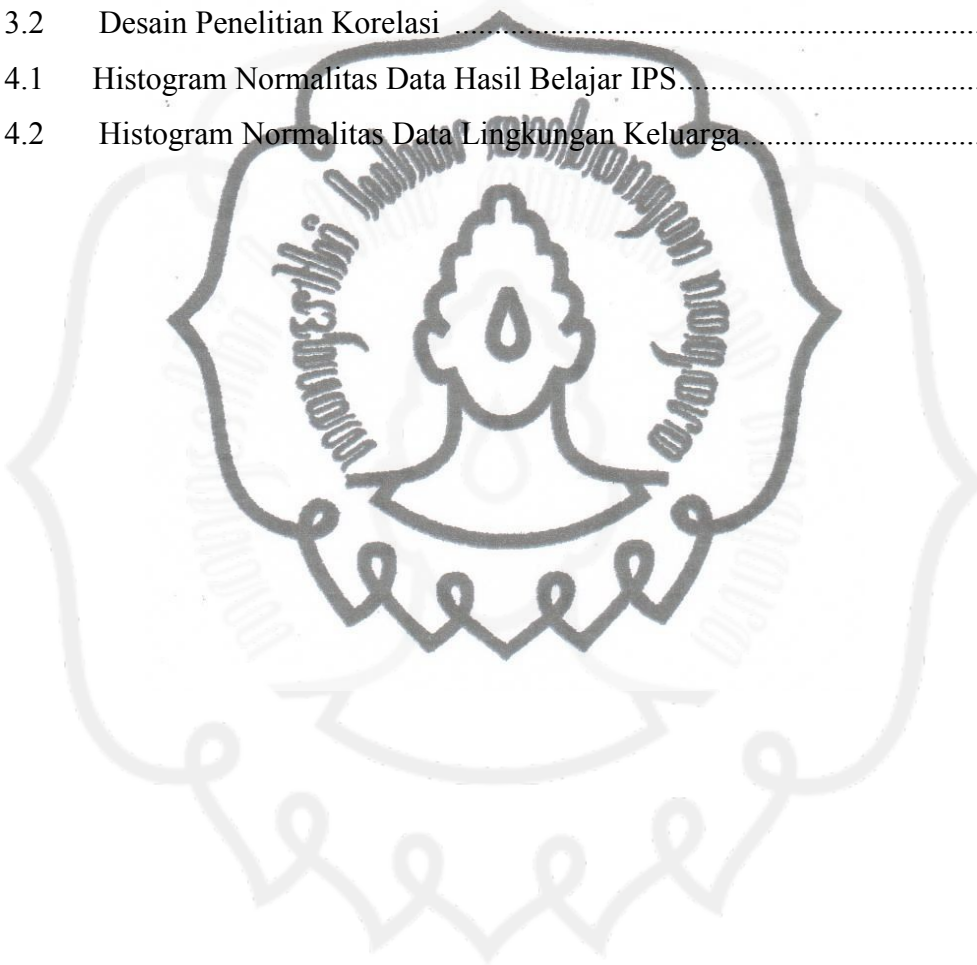 3.2 Desain Penelitian Korelasi ........................................................................
4.1 Histogram Normalitas Data Hasil Belajar IPS........................................
4.2 Histogram Normalitas Data Lingkungan Keluarga................................